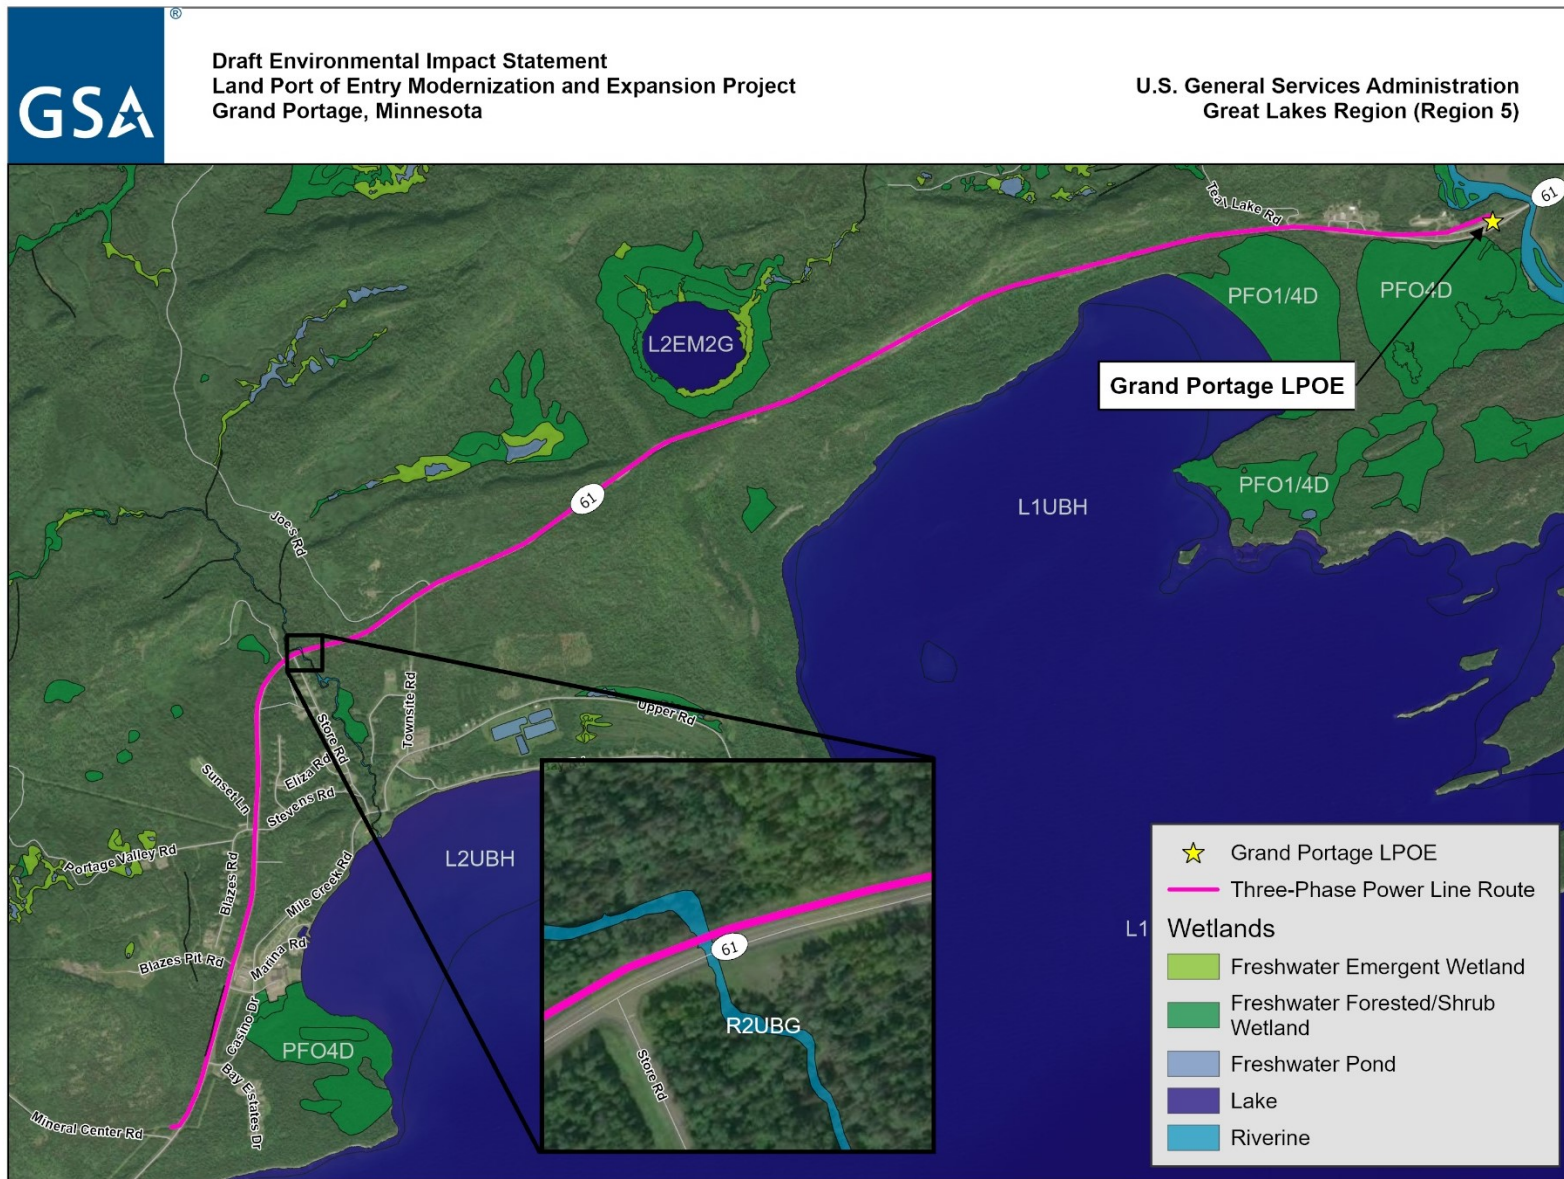 ®
GSA
Draft Environmental Impact Statement
Land Port of Entry Modernization and Expansion Project
Grand Portage, Minnesota
U.S. General Services Administration
Great Lakes Region (Region 5)
Teal Lake Rd
61
PFO1/4D
PFO4D
L2EM2G
Grand Portage LPOE
PFO1/4D
61
L1UBH
Joe's Rd
Townsite Rd
Upper Rd
Store Rd
Eliza Rd
Sunset Ln
Stevens Rd
Portage Valley Rd
Blazes Rd
L2UBH
Mile Creek Rd
Marina Rd
Blazes Pit Rd
Casino Dr
PFO4D
Bay Estates Dr
Mineral Center Rd
61
R2UBG
Store Rd
L1
Grand Portage LPOE
Three-Phase Power Line Route
Wetlands
Freshwater Emergent Wetland
Freshwater Forested/Shrub
Wetland
Freshwater Pond
Lake
Riverine